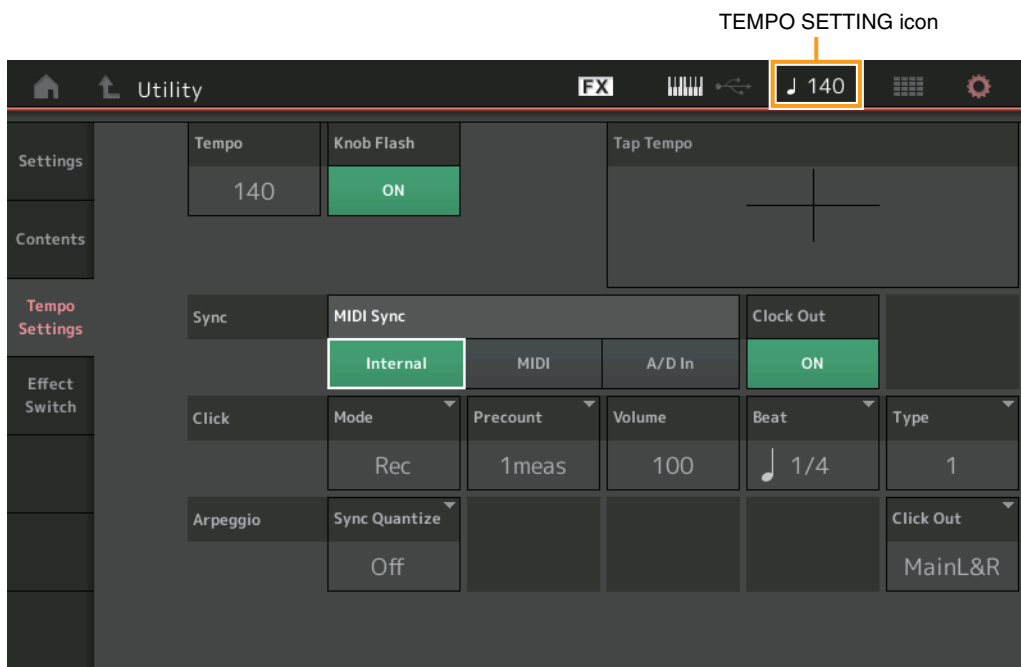 TEMPO SETTING icon
Utility
FX
♩ 140
Settings
Contents
Tempo
Settings
Effect
Switch
Tempo
140
Knob Flash
ON
Tap Tempo
Sync
MIDI Sync
Internal
MIDI
A/D In
Clock Out
ON
Click
Mode
Rec
Precount
1meas
Volume
100
Beat
♩ 1/4
Type
1
Arpeggio
Sync Quantize
Off
Click Out
MainL&R